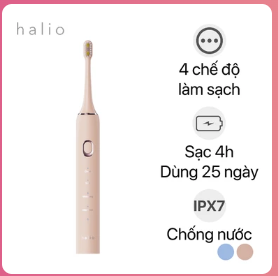 halio
4 chế độ
làm sạch
Sạc 4h
Dùng 25 ngày
IPX7
Chống nước